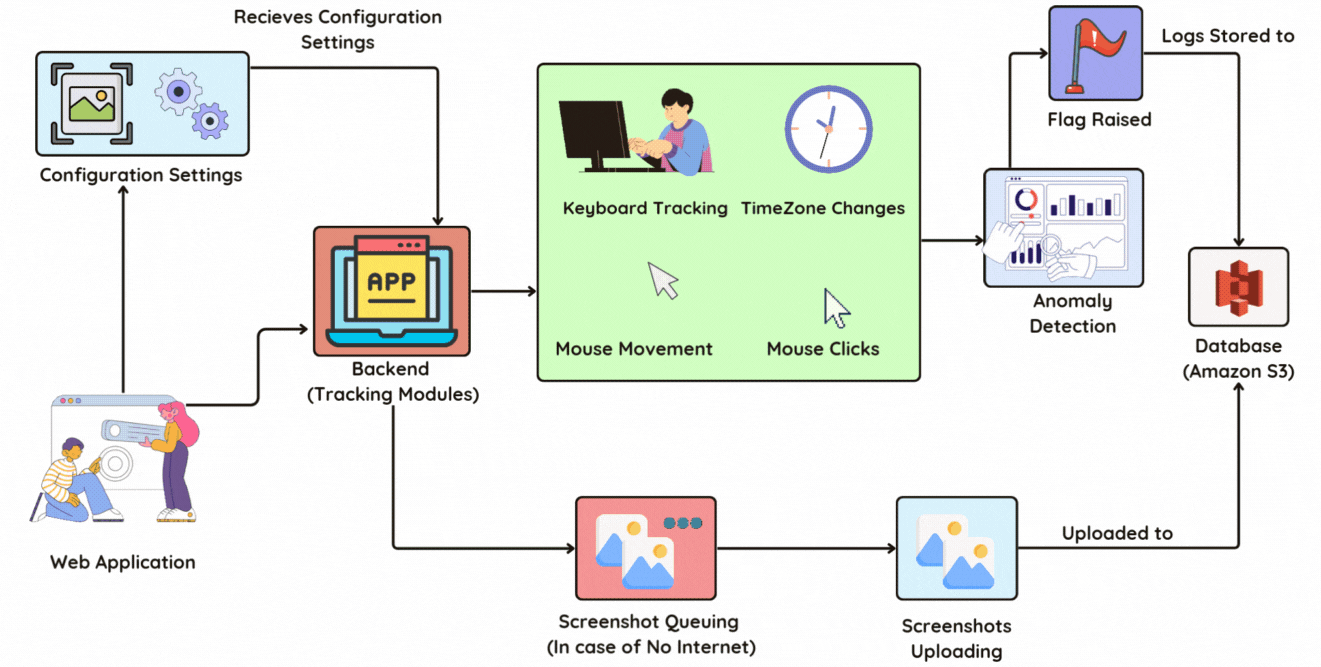 Recieves Configuration
Settings
Logs Stored to
Configuration Settings
Flag Raised
Keyboard Tracking
TimeZone Changes
APP
Mouse Movement
Mouse Clicks
Anomaly
Detection
Database
(Amazon S3)
Backend
(Tracking Modules)
Web Application
Uploaded to
Screenshot Queuing
(In case of No Internet)
Screenshots
Uploading